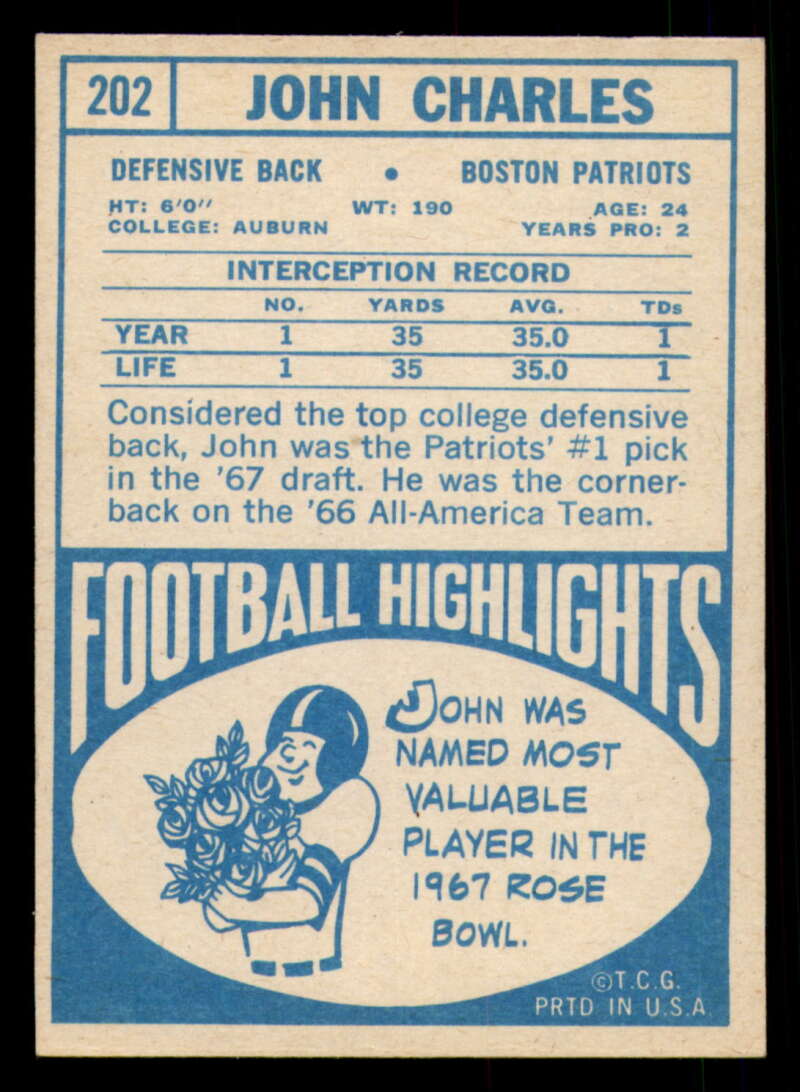 202 JOHN CHARLES
DEFENSIVE BACK • BOSTON PATRIOTS
HT: 6'0" WT: 190 AGE: 24
COLLEGE: AUBURN YEARS PRO: 2
INTERCEPTION RECORD
NO. YARDS AVG. TDs
YEAR 1 35 35.0 1
LIFE 1 35 35.0 1
Considered the top college defensive
back, John was the Patriots' #1 pick
in the '67 draft. He was the corner-
back on the '66 All-America Team.
FOOTBALL HIGHLIGHTS
JOHN WAS
NAMED MOST
VALUABLE
PLAYER IN THE
1967 ROSE
BOWL.
©T.C.G.
PRTD IN U.S.A